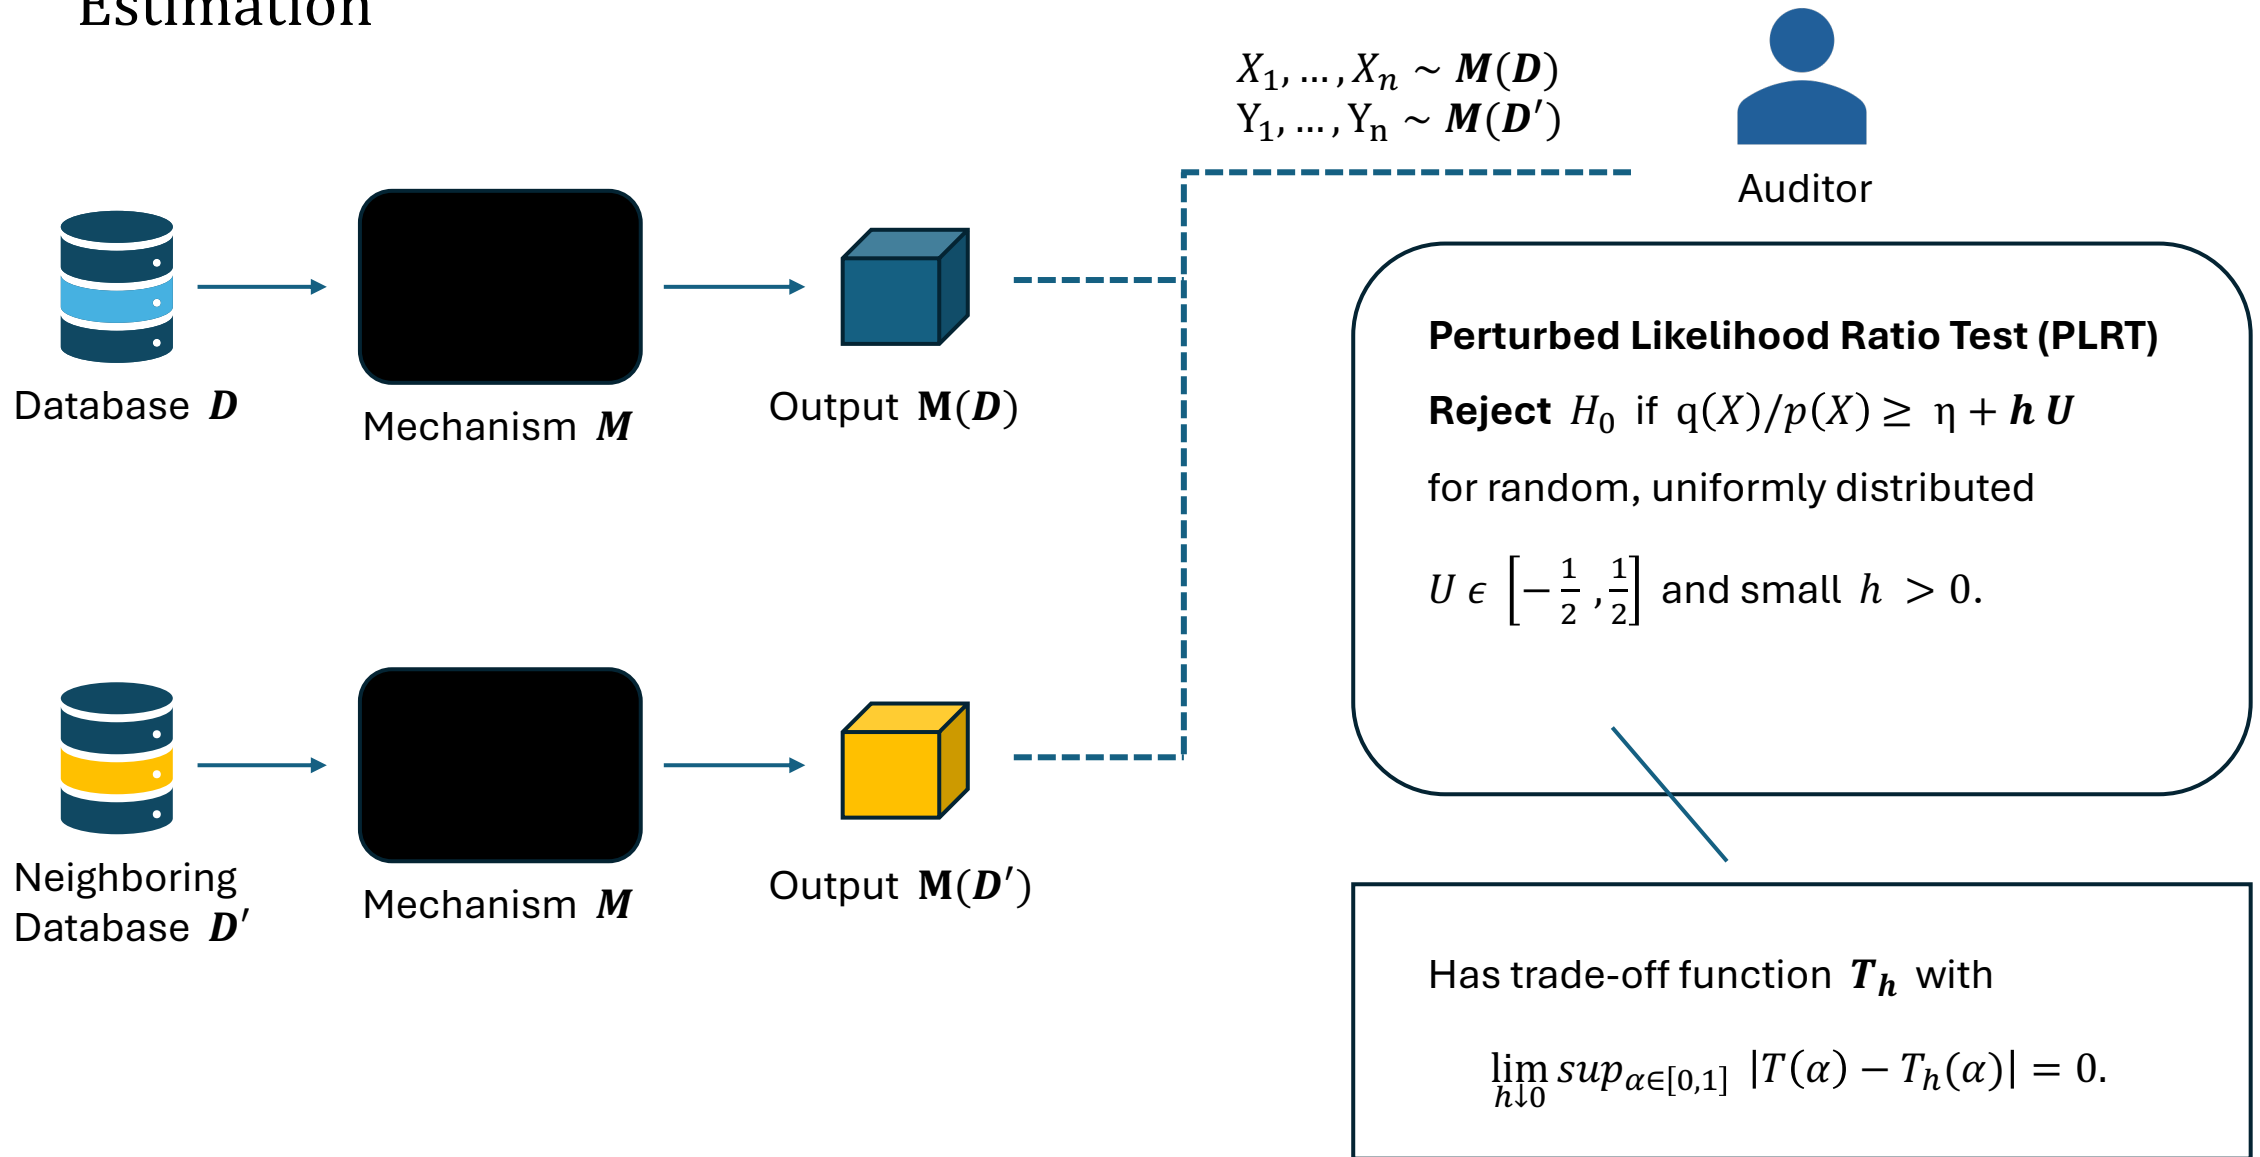 Estimation
X₁, …, Xₙ ~ M(D)
Y₁, …, Yₙ ~ M(D′)
Auditor
Database D
Mechanism M
Output M(D)
Neighboring
Database D′
Mechanism M
Output M(D′)
Perturbed Likelihood Ratio Test (PLRT)
Reject H₀ if q(X)/p(X) ≥ η + h U
for random, uniformly distributed
U ϵ [−1/2 , 1/2] and small h > 0.
Has trade-off function Tₕ with
lim h↓0 sup α∈[0,1] |T(α) − Tₕ(α)| = 0.